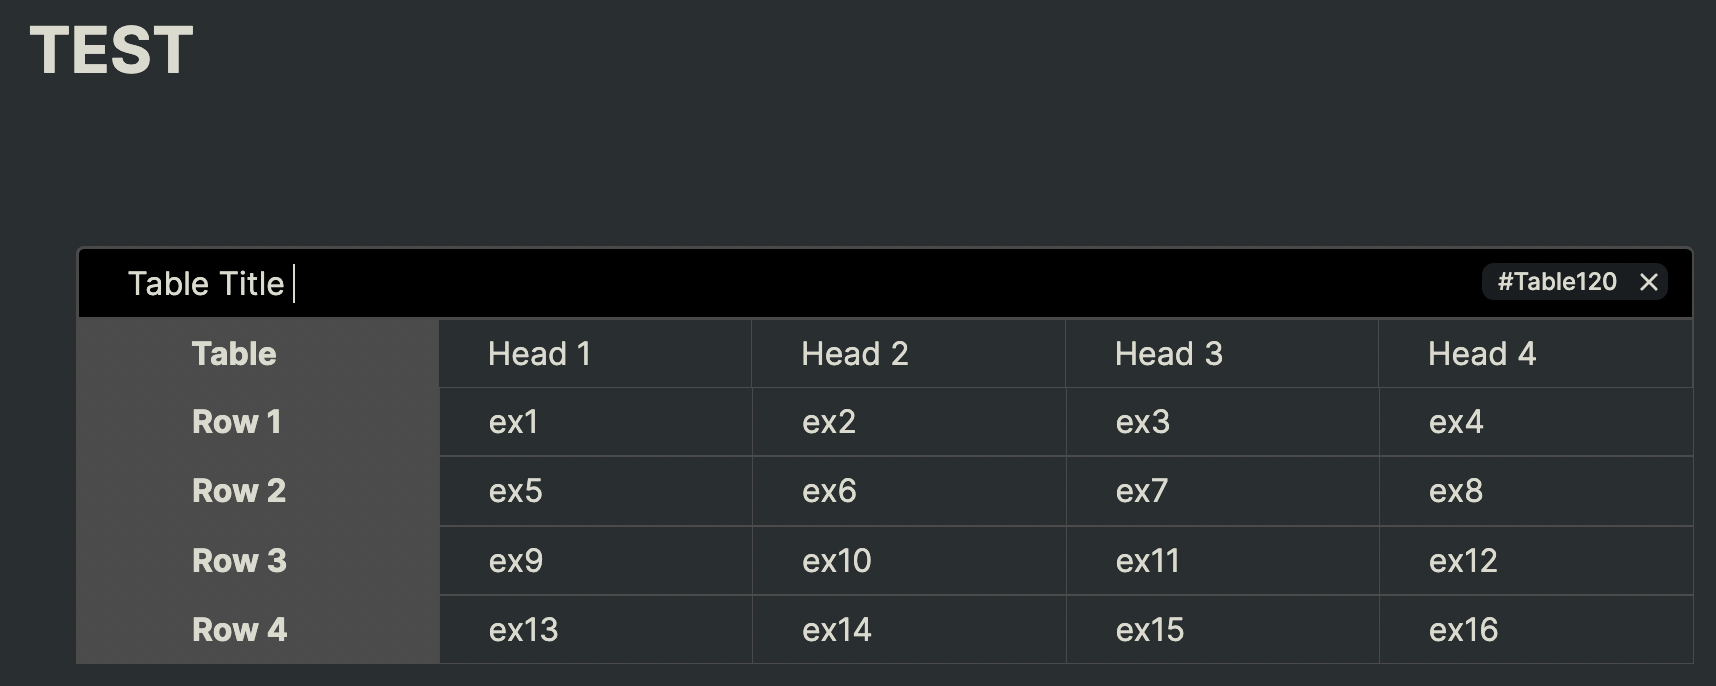 TEST
Table Title #Table120
Table Head 1 Head 2 Head 3 Head 4
Row 1 ex1 ex2 ex3 ex4
Row 2 ex5 ex6 ex7 ex8
Row 3 ex9 ex10 ex11 ex12
Row 4 ex13 ex14 ex15 ex16